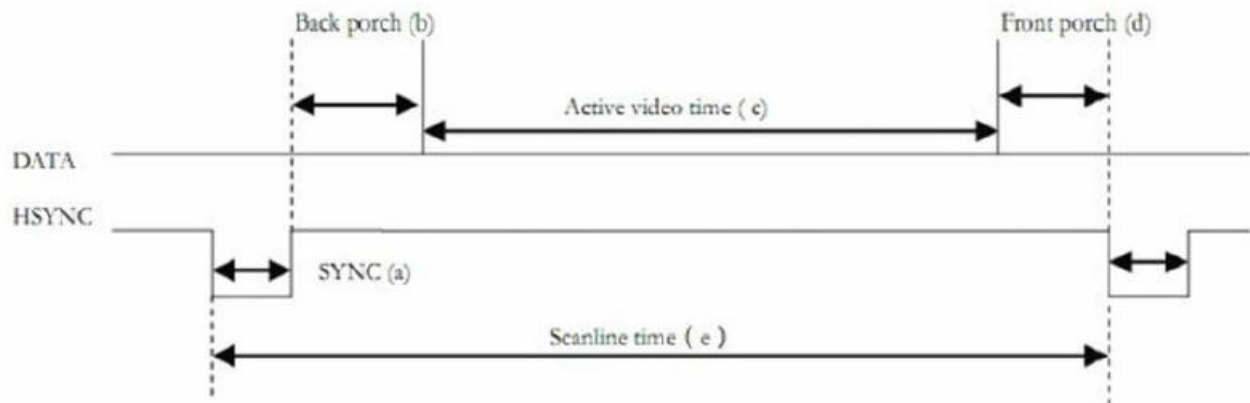 Back porch (b)
Front porch (d)
Active video time ( c)
DATA
HSYNC
SYNC (a)
Scanline time ( e )